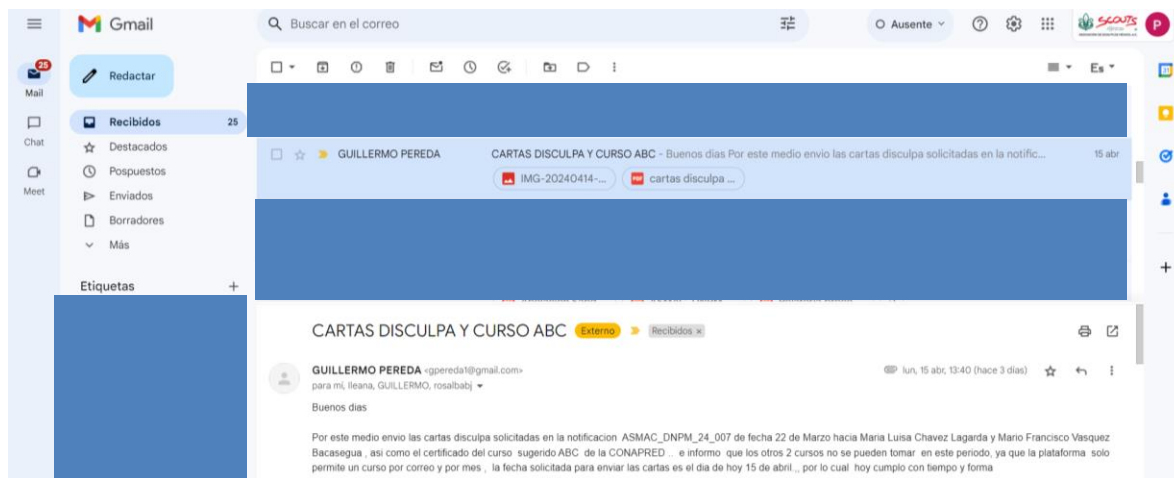 Gmail
Buscar en el correo
Ausente
SCOUTS
P
25
Mail
Redactar
Es
Recibidos 25
Chat
Destacados
GUILLERMO PEREDA CARTAS DISCULPA Y CURSO ABC - Buenos dias Por este medio envio las cartas disculpa solicitadas en la notific... 15 abr
Pospuestos
IMG-20240414-... PDF cartas disculpa ...
Meet
Enviados
Borradores
Más
Etiquetas
CARTAS DISCULPA Y CURSO ABC Externo Recibidos x
GUILLERMO PEREDA <gpereda1@gmail.com> lun, 15 abr, 13:40 (hace 3 días)
para mí, Ileana, GUILLERMO, rosalbabj
Buenos dias
Por este medio envio las cartas disculpa solicitadas en la notificacion ASMAC_DNPM_24_007 de fecha 22 de Marzo hacia Maria Luisa Chavez Lagarda y Mario Francisco Vasquez
Bacasegua , asi como el certificado del curso sugerido ABC de la CONAPRED .. e informo que los otros 2 cursos no se pueden tomar en este periodo, ya que la plataforma solo
permite un curso por correo y por mes , la fecha solicitada para enviar las cartas es el dia de hoy 15 de abril.,, por lo cual hoy cumplo con tiempo y forma